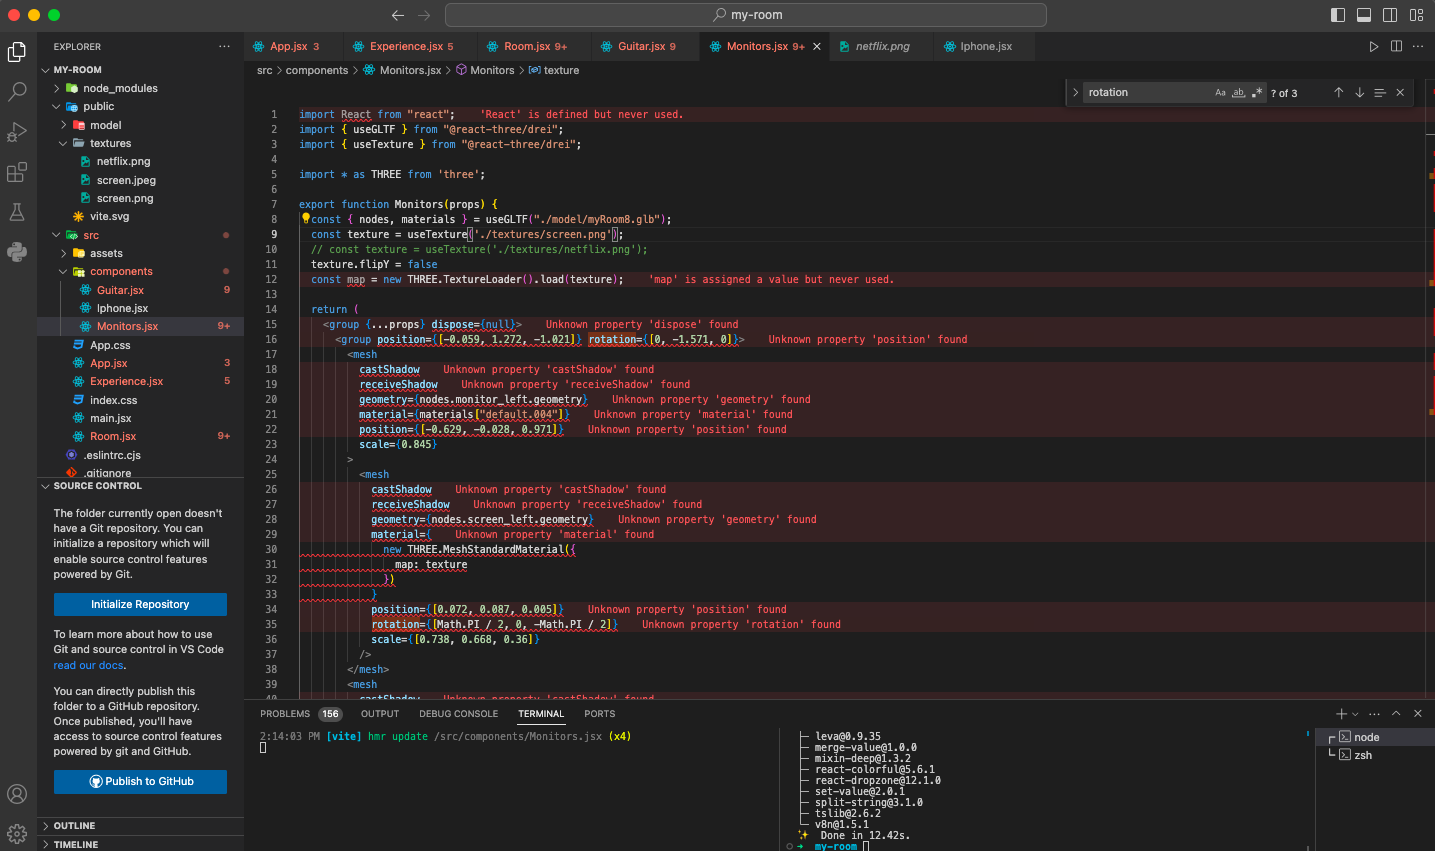 my-room
EXPLORER
MY-ROOM
node_modules
public
model
textures
netflix.png
screen.jpeg
screen.png
vite.svg
src
assets
components
Guitar.jsx 9
Iphone.jsx
Monitors.jsx 9+
App.css
App.jsx 3
Experience.jsx 5
index.css
main.jsx
Room.jsx 9+
.eslintrc.cjs
.gitignore
SOURCE CONTROL
The folder currently open doesn't
have a Git repository. You can
initialize a repository which will
enable source control features
powered by Git.
Initialize Repository
To learn more about how to use
Git and source control in VS Code
read our docs.
You can directly publish this
folder to a GitHub repository.
Once published, you'll have
access to source control features
powered by git and GitHub.
Publish to GitHub
OUTLINE
TIMELINE
App.jsx 3 Experience.jsx 5 Room.jsx 9+ Guitar.jsx 9 Monitors.jsx 9+ netflix.png Iphone.jsx
src > components > Monitors.jsx > Monitors > texture
rotation Aa ab ? of 3
1 import React from "react"; 'React' is defined but never used.
2 import { useGLTF } from "@react-three/drei";
3 import { useTexture } from "@react-three/drei";
4
5 import * as THREE from 'three';
6
7 export function Monitors(props) {
8 const { nodes, materials } = useGLTF("./model/myRoom8.glb");
9 const texture = useTexture('./textures/screen.png');
10 // const texture = useTexture('./textures/netflix.png');
11 texture.flipY = false
12 const map = new THREE.TextureLoader().load(texture); 'map' is assigned a value but never used.
13
14 return (
15 <group {...props} dispose={null}> Unknown property 'dispose' found
16 <group position={[-0.059, 1.272, -1.021]} rotation={[0, -1.571, 0]}> Unknown property 'position' found
17 <mesh
18 castShadow Unknown property 'castShadow' found
19 receiveShadow Unknown property 'receiveShadow' found
20 geometry={nodes.monitor_left.geometry} Unknown property 'geometry' found
21 material={materials["default.004"]} Unknown property 'material' found
22 position={[-0.629, -0.028, 0.971]} Unknown property 'position' found
23 scale={0.845}
24 >
25 <mesh
26 castShadow Unknown property 'castShadow' found
27 receiveShadow Unknown property 'receiveShadow' found
28 geometry={nodes.screen_left.geometry} Unknown property 'geometry' found
29 material={ Unknown property 'material' found
30 new THREE.MeshStandardMaterial({
31 map: texture
32 })
33 }
34 position={[0.072, 0.087, 0.005]} Unknown property 'position' found
35 rotation={[Math.PI / 2, 0, -Math.PI / 2]} Unknown property 'rotation' found
36 scale={[0.738, 0.668, 0.36]}
37 />
38 </mesh>
39 <mesh
40 castShadow Unknown property 'castShadow' found
PROBLEMS 156 OUTPUT DEBUG CONSOLE TERMINAL PORTS
2:14:03 PM [vite] hmr update /src/components/Monitors.jsx (x4)
├─ leva@0.9.35
├─ merge-value@1.0.0
├─ mixin-deep@1.3.2
├─ react-colorful@5.6.1
├─ react-dropzone@12.1.0
├─ set-value@2.0.1
├─ split-string@3.1.0
├─ tslib@2.6.2
└─ v8n@1.5.1
✨ Done in 12.42s.
➜ my-room
node
zsh